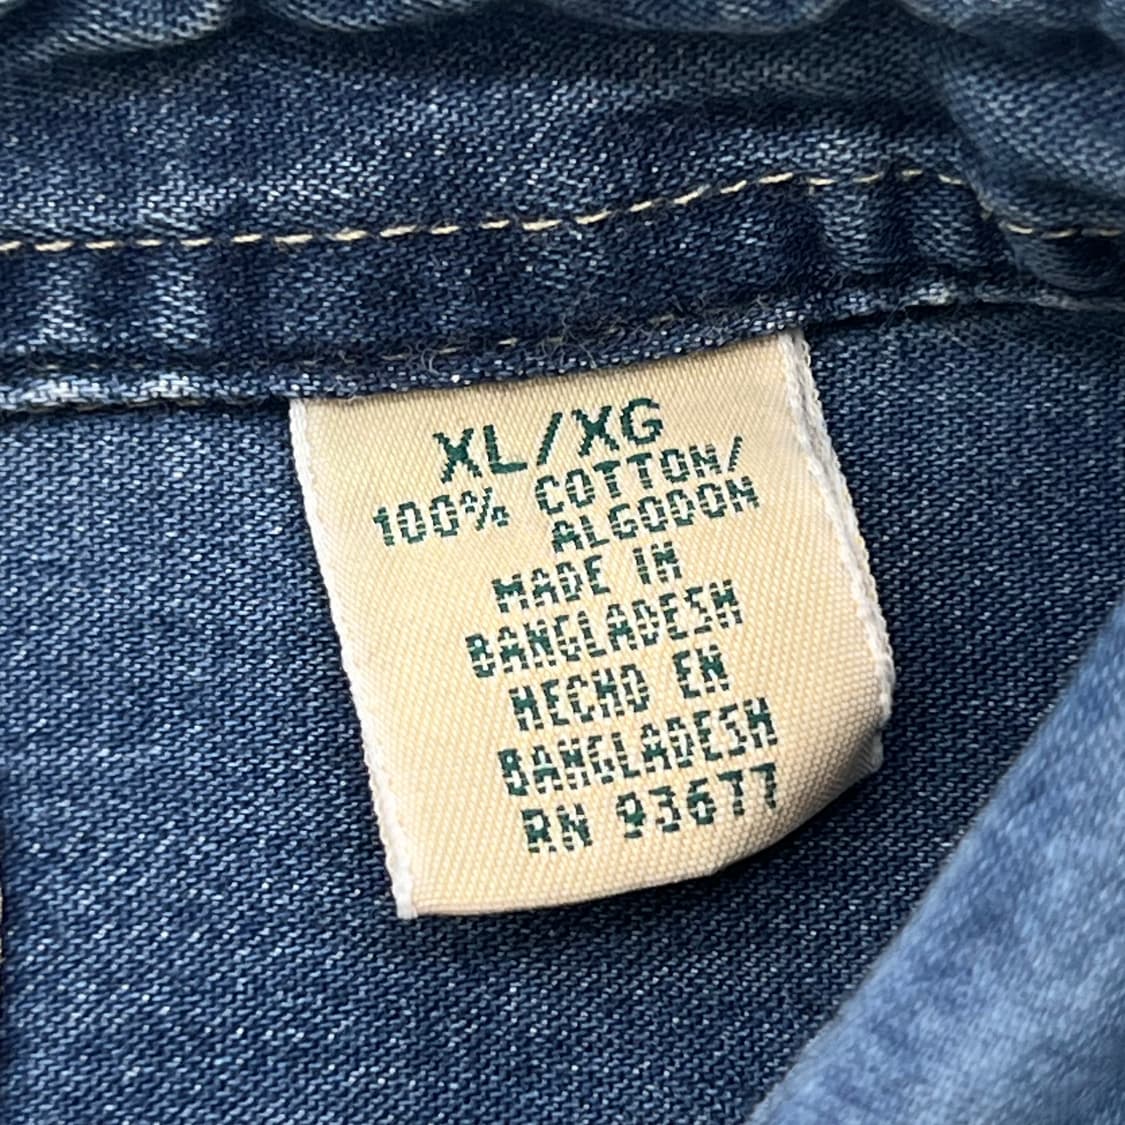 XL/XG
100% COTTON/
ALGODON
MADE IN
BANGLADESH
HECHO EN
BANGLADESH
RN 93677